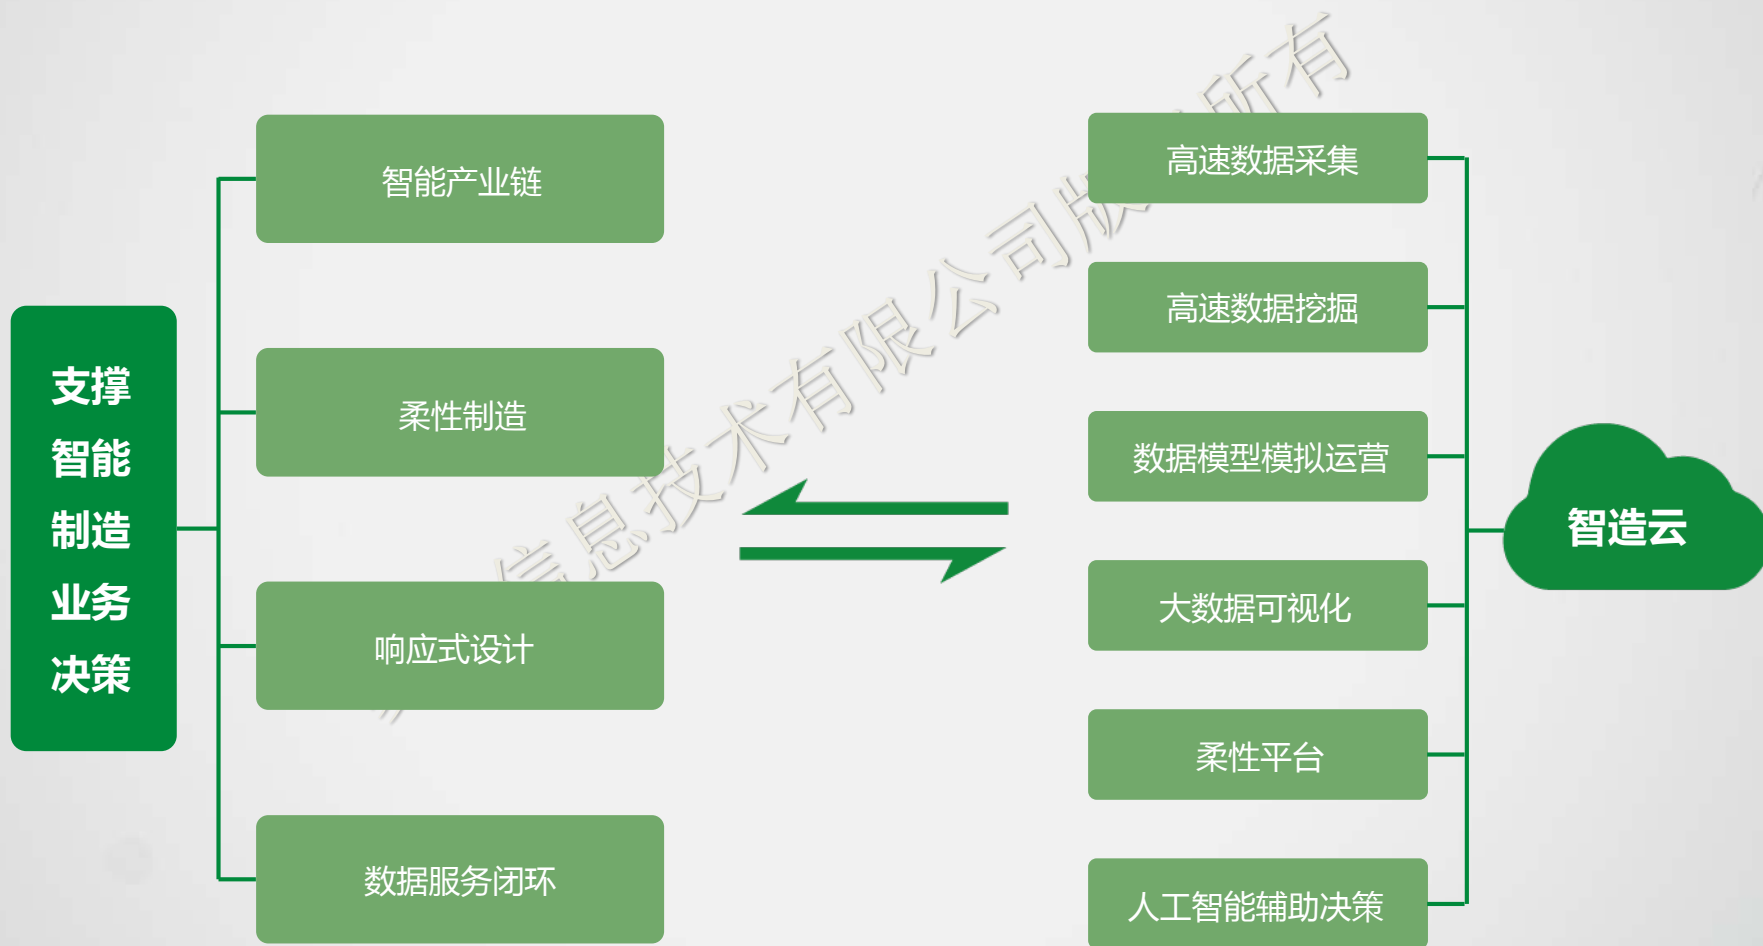 支撑
智能
制造
业务
决策
智能产业链
柔性制造
响应式设计
数据服务闭环
高速数据采集
高速数据挖掘
数据模型模拟运营
大数据可视化
柔性平台
人工智能辅助决策
智造云
信息技术有限公司版 所有